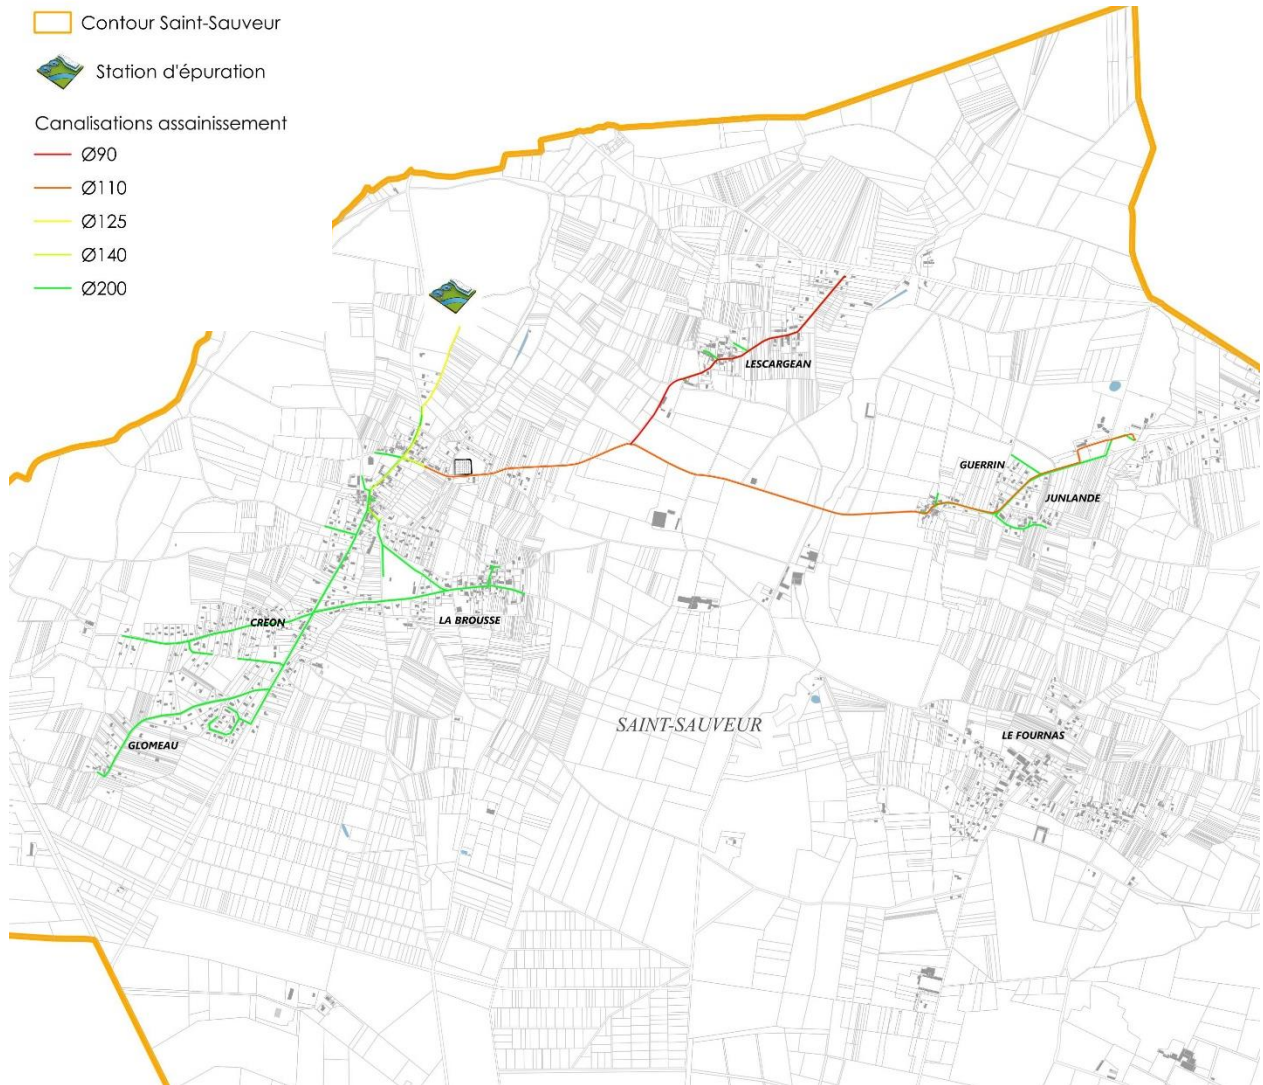 Contour Saint-Sauveur
Station d'épuration
Canalisations assainissement
Ø90
Ø110
Ø125
Ø140
Ø200
LESCARGEAN
GUERRIN
JUNLANDE
CREON
LA BROUSSE
SAINT-SAUVEUR
LE FOURNAS
GLOMEAU